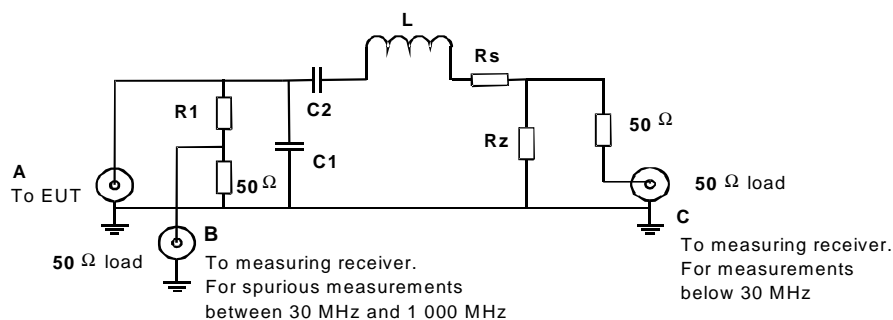 L
Rs
R1
C2
C1
Rz
50 Ω
50 Ω
A
To EUT
50 Ω load
B
50 Ω load
To measuring receiver.
For spurious measurements
between 30 MHz and 1 000 MHz
C
To measuring receiver.
For measurements
below 30 MHz